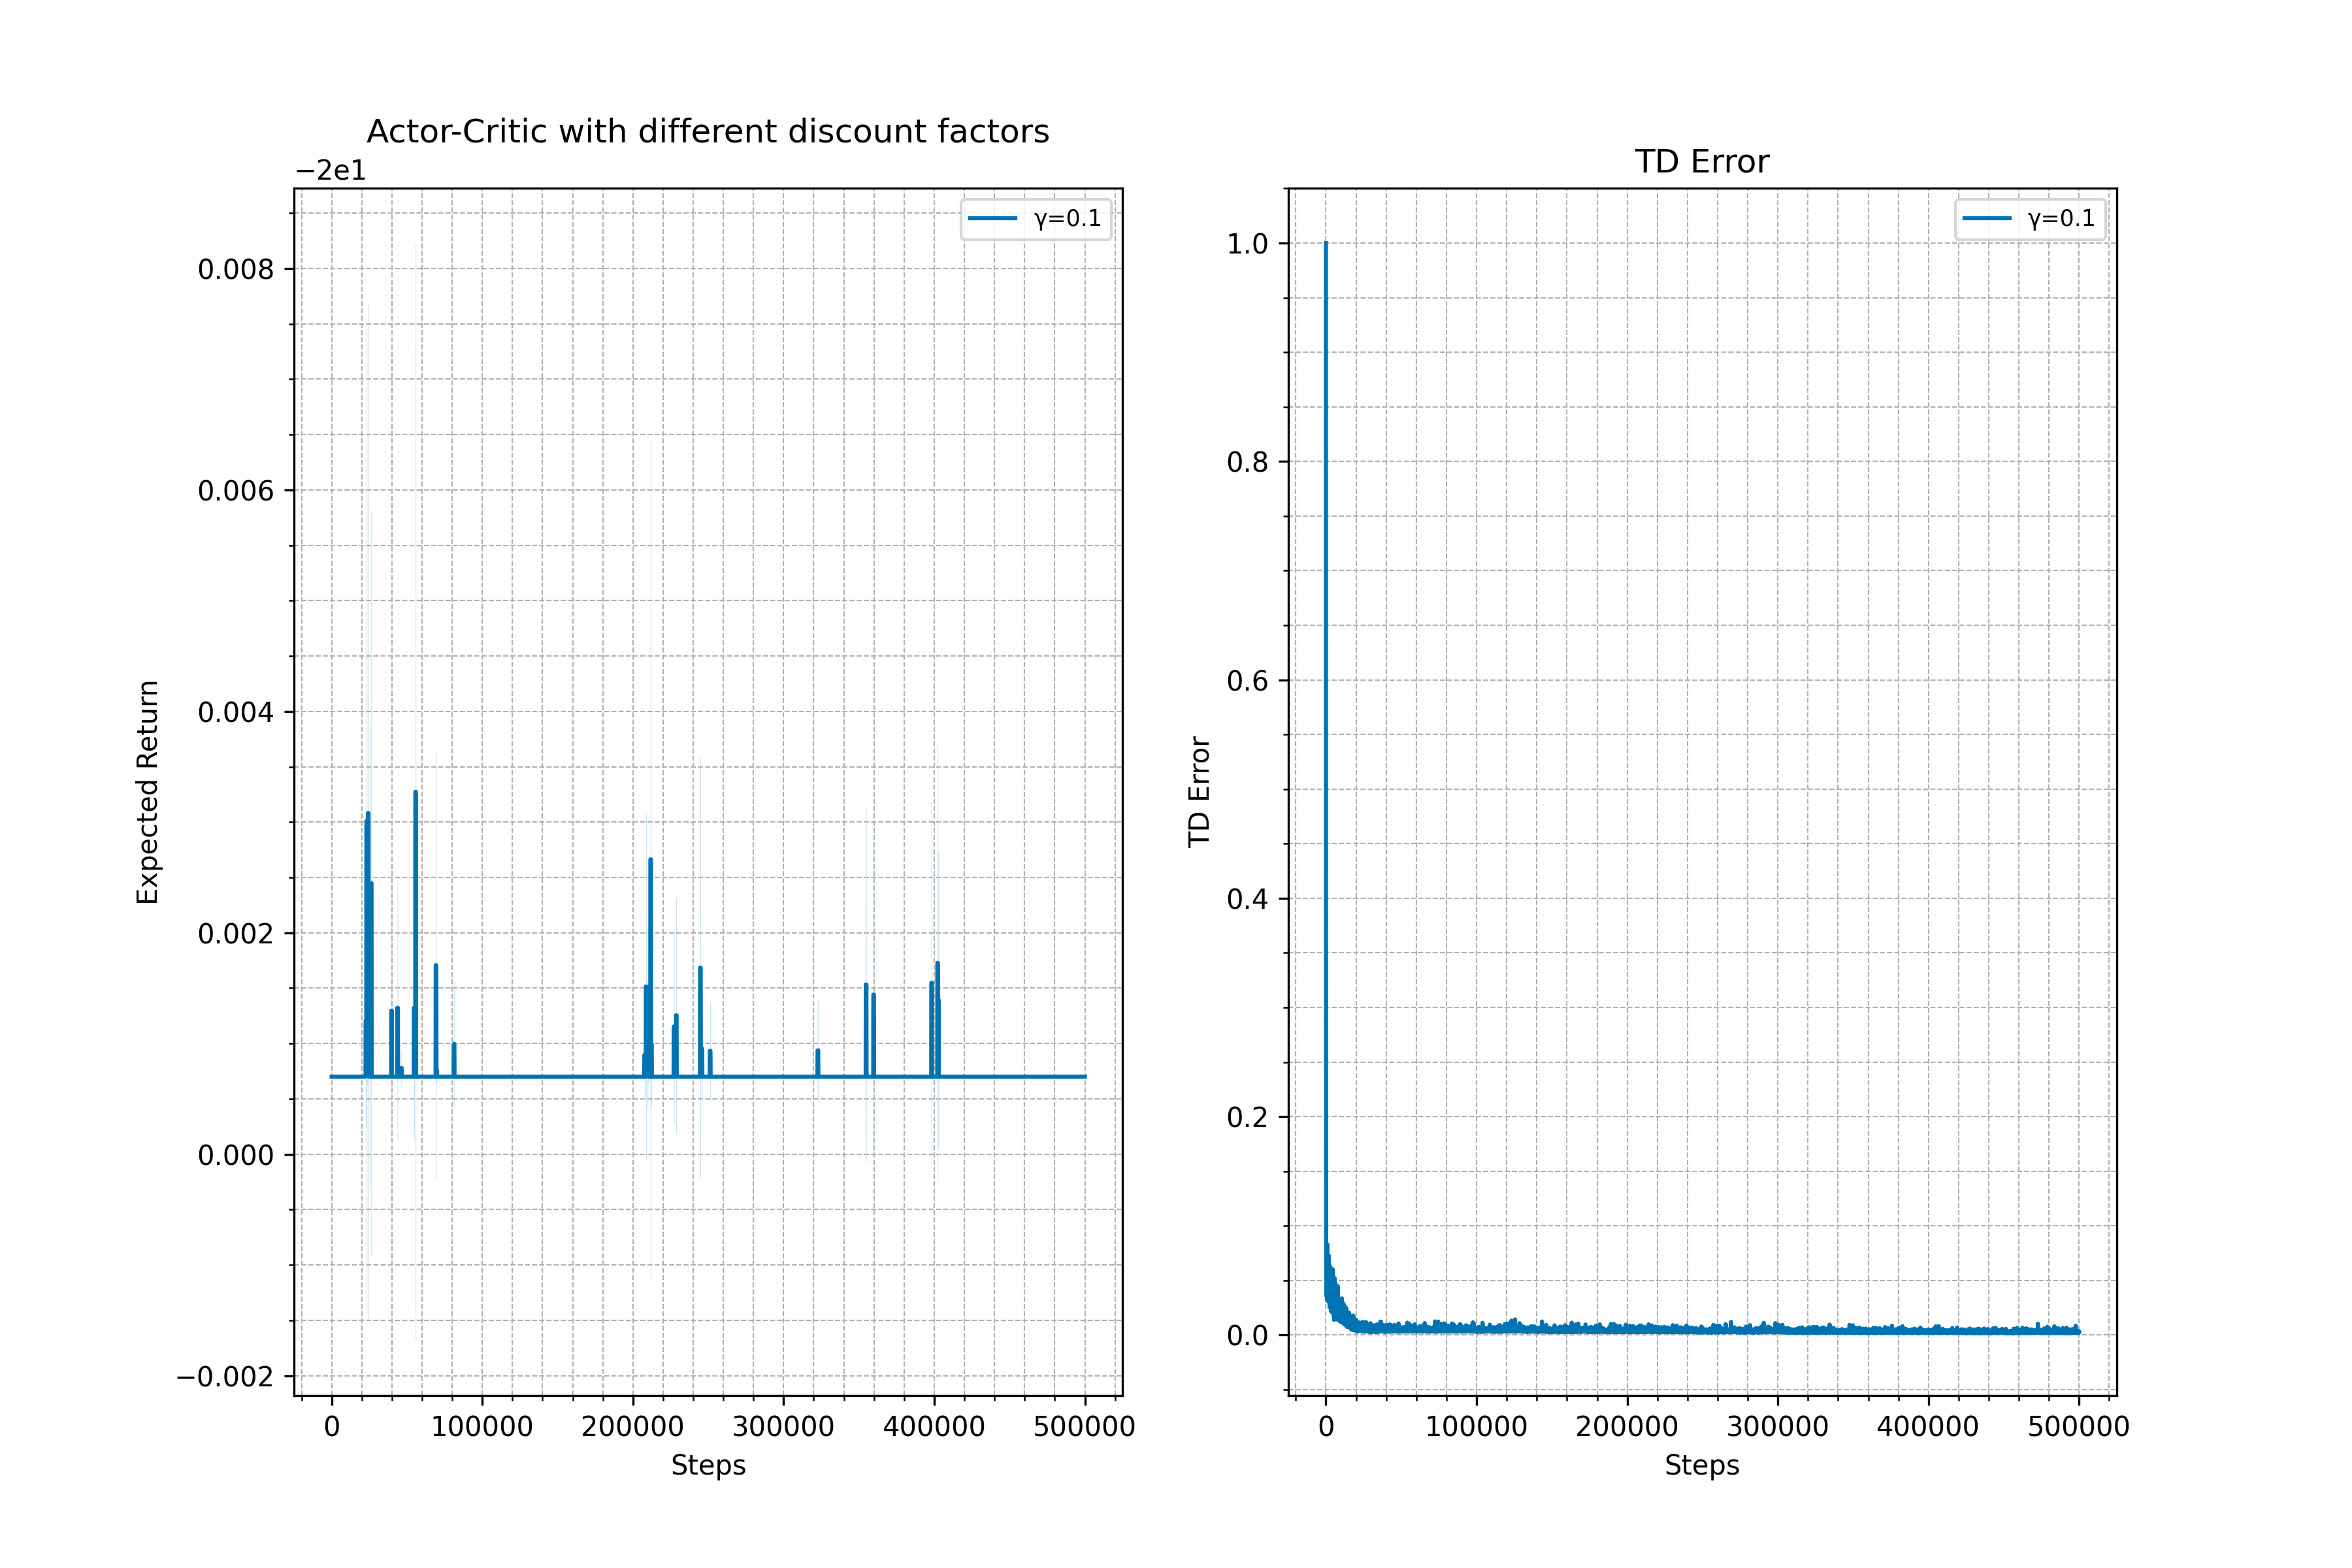 Actor-Critic with different discount factors
−2e1
γ=0.1
0.008
0.006
0.004
0.002
0.000
−0.002
Expected Return
0 100000 200000 300000 400000 500000
Steps
TD Error
γ=0.1
1.0
0.8
0.6
0.4
0.2
0.0
TD Error
0 100000 200000 300000 400000 500000
Steps